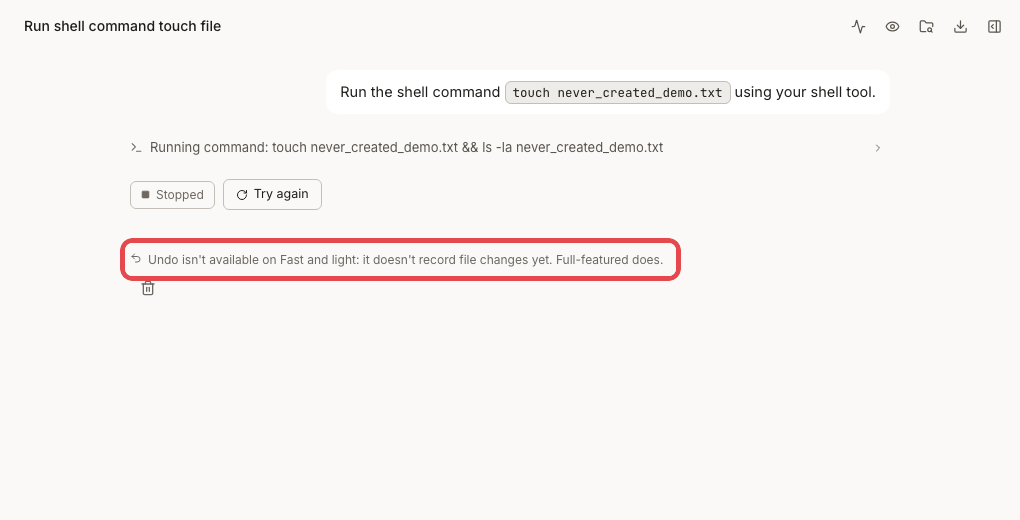 Run shell command touch file
Run the shell command touch never_created_demo.txt using your shell tool.
Running command: touch never_created_demo.txt && ls -la never_created_demo.txt
Stopped
Try again
Undo isn't available on Fast and light: it doesn't record file changes yet. Full-featured does.